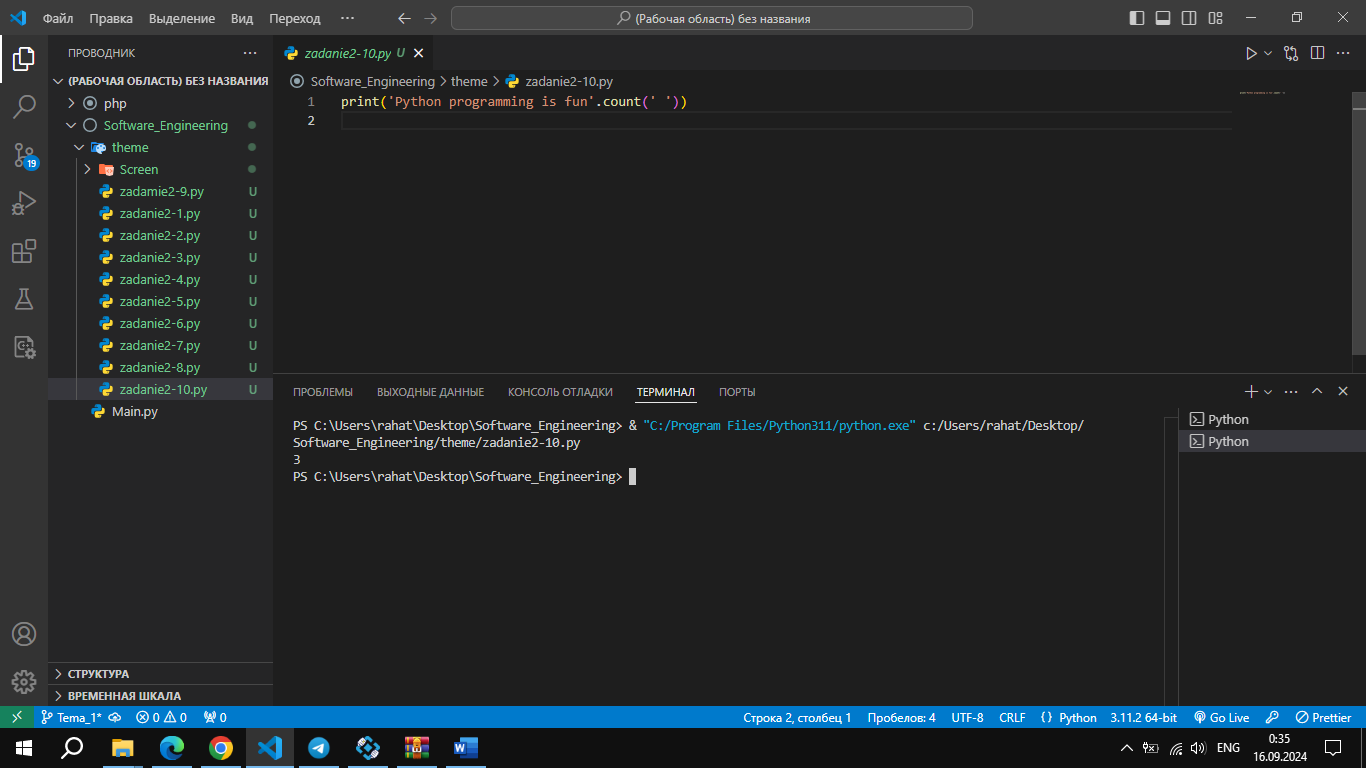 Файл Правка Выделение Вид Переход ··· (Рабочая область) без названия
ПРОВОДНИК
(РАБОЧАЯ ОБЛАСТЬ) БЕЗ НАЗВАНИЯ
php
Software_Engineering
theme
Screen
zadamie2-9.py U
zadanie2-1.py U
zadanie2-2.py U
zadanie2-3.py U
zadanie2-4.py U
zadanie2-5.py U
zadanie2-6.py U
zadanie2-7.py U
zadanie2-8.py U
zadanie2-10.py U
Main.py
СТРУКТУРА
ВРЕМЕННАЯ ШКАЛА
19
zadanie2-10.py U
Software_Engineering > theme > zadanie2-10.py
1 print('Python programming is fun'.count(' '))
2
ПРОБЛЕМЫ ВЫХОДНЫЕ ДАННЫЕ КОНСОЛЬ ОТЛАДКИ ТЕРМИНАЛ ПОРТЫ
PS C:\Users\rahat\Desktop\Software_Engineering> & "C:/Program Files/Python311/python.exe" c:/Users/rahat/Desktop/
Software_Engineering/theme/zadanie2-10.py
3
PS C:\Users\rahat\Desktop\Software_Engineering>
Python
Python
Tema_1* 0 0 0 Строка 2, столбец 1 Пробелов: 4 UTF-8 CRLF {} Python 3.11.2 64-bit Go Live Prettier
ENG 0:35
16.09.2024